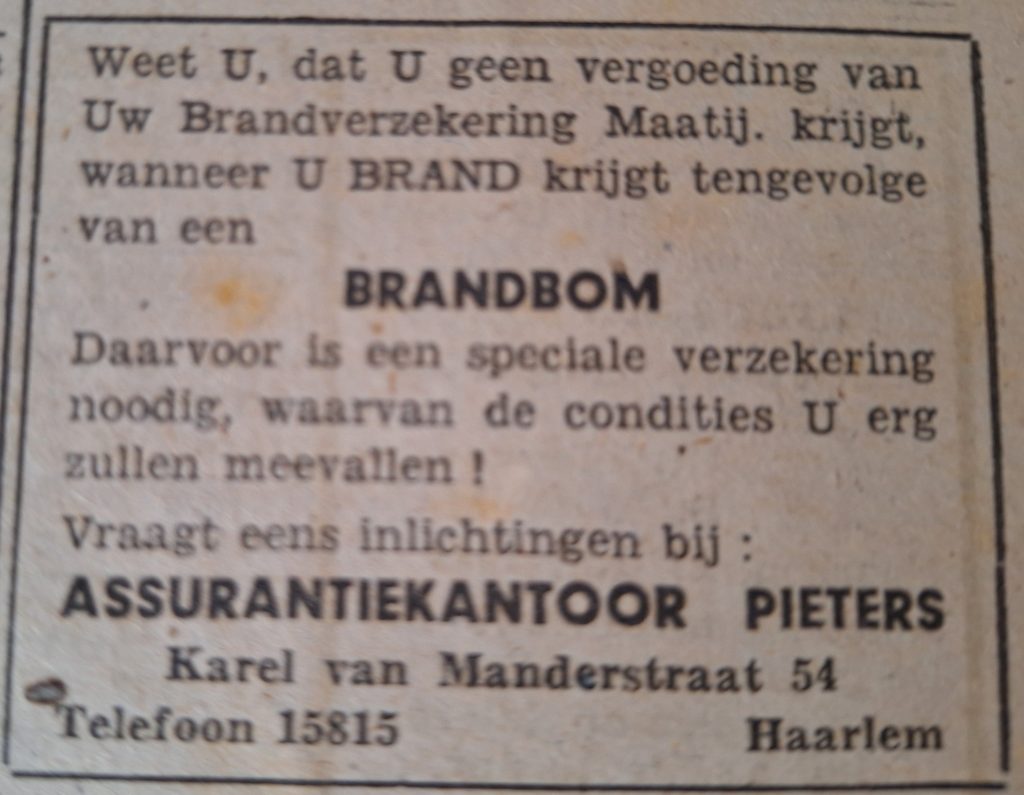 Weet U, dat U geen vergoeding van
Uw Brandverzekering Maatij. krijgt,
wanneer U BRAND krijgt tengevolge
van een
BRANDBOM
Daarvoor is een speciale verzekering
noodig, waarvan de condities U erg
zullen meevallen !
Vraagt eens inlichtingen bij :
ASSURANTIEKANTOOR PIETERS
Karel van Manderstraat 54
Telefoon 15815 Haarlem